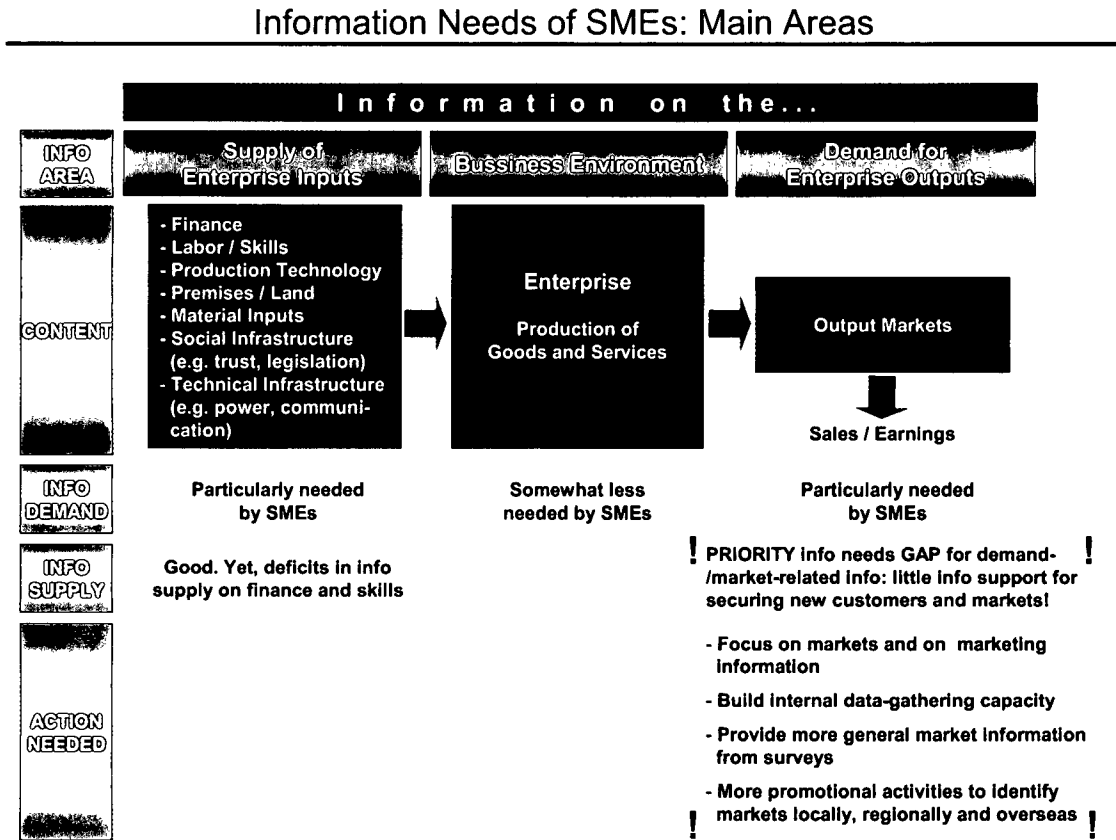 Information Needs of SMEs: Main Areas
Information on the...
INFO
AREA
Supply of
Enterprise Inputs
Bussiness Environment
Demand for
Enterprise Outputs
CONTENT
- Finance
- Labor / Skills
- Production Technology
- Premises / Land
- Material Inputs
- Social Infrastructure
(e.g. trust, legislation)
- Technical Infrastructure
(e.g. power, communi-
cation)
Enterprise
Production of
Goods and Services
Output Markets
Sales / Earnings
INFO
DEMAND
Particularly needed
by SMEs
Somewhat less
needed by SMEs
Particularly needed
by SMEs
INFO
SUPPLY
Good. Yet, deficits in info
supply on finance and skills
! PRIORITY info needs GAP for demand- !
/market-related info: little info support for
securing new customers and markets!
ACTION
NEEDED
- Focus on markets and on marketing
information
- Build internal data-gathering capacity
- Provide more general market information
from surveys
- More promotional activities to identify
! markets locally, regionally and overseas !